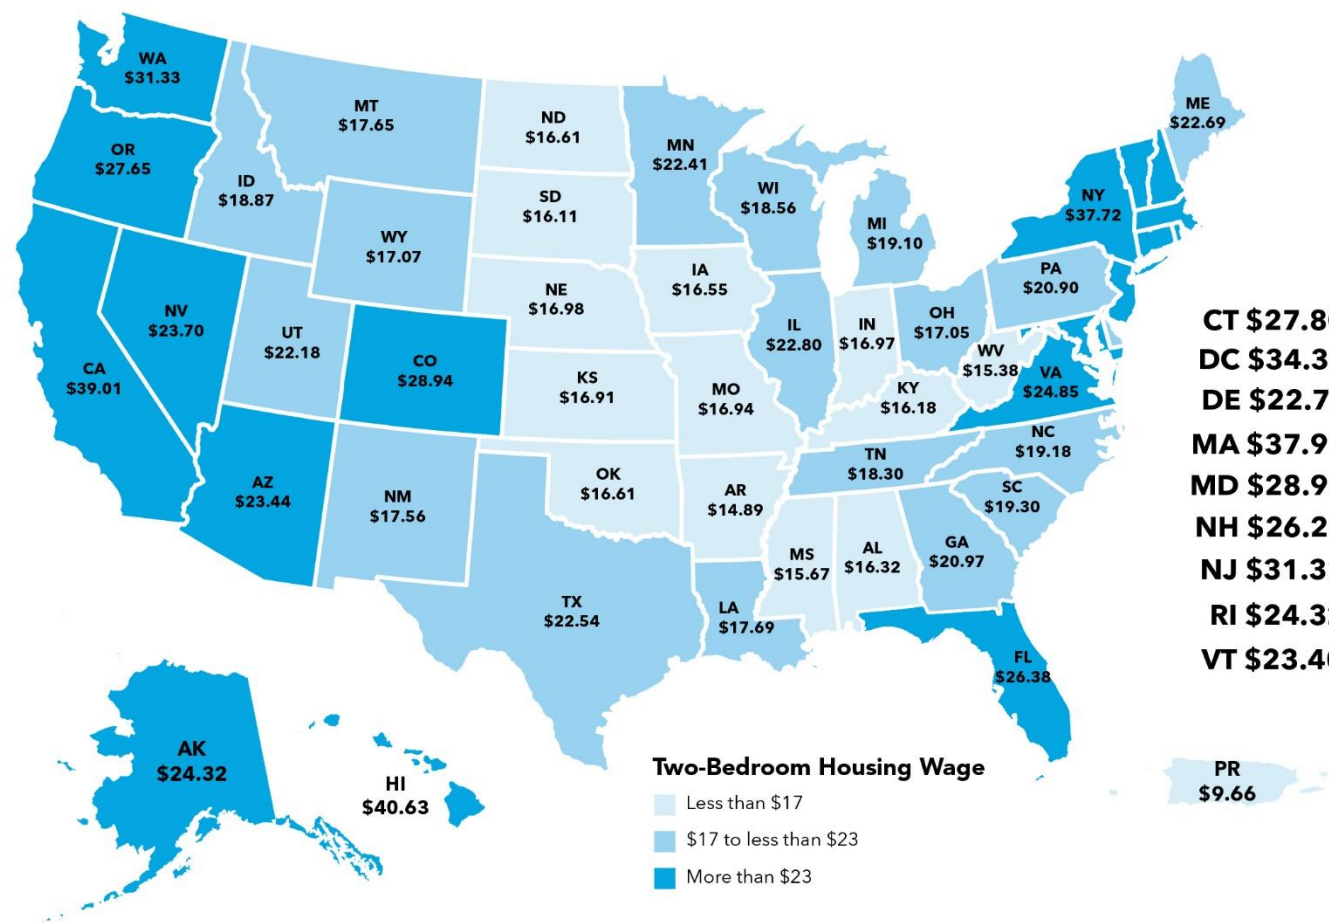 WA
$31.33
OR
$27.65
CA
$39.01
NV
$23.70
ID
$18.87
MT
$17.65
WY
$17.07
UT
$22.18
CO
$28.94
AZ
$23.44
NM
$17.56
ND
$16.61
SD
$16.11
NE
$16.98
KS
$16.91
OK
$16.61
TX
$22.54
MN
$22.41
IA
$16.55
MO
$16.94
AR
$14.89
LA
$17.69
WI
$18.56
IL
$22.80
MI
$19.10
IN
$16.97
OH
$17.05
KY
$16.18
WV
$15.38
TN
$18.30
MS
$15.67
AL
$16.32
GA
$20.97
FL
$26.38
SC
$19.30
NC
$19.18
VA
$24.85
PA
$20.90
NY
$37.72
ME
$22.69
CT $27.8
DC $34.3
DE $22.7
MA $37.9
MD $28.9
NH $26.2
NJ $31.3
RI $24.3
VT $23.4
AK
$24.32
HI
$40.63
PR
$9.66
Two-Bedroom Housing Wage
Less than $17
$17 to less than $23
More than $23